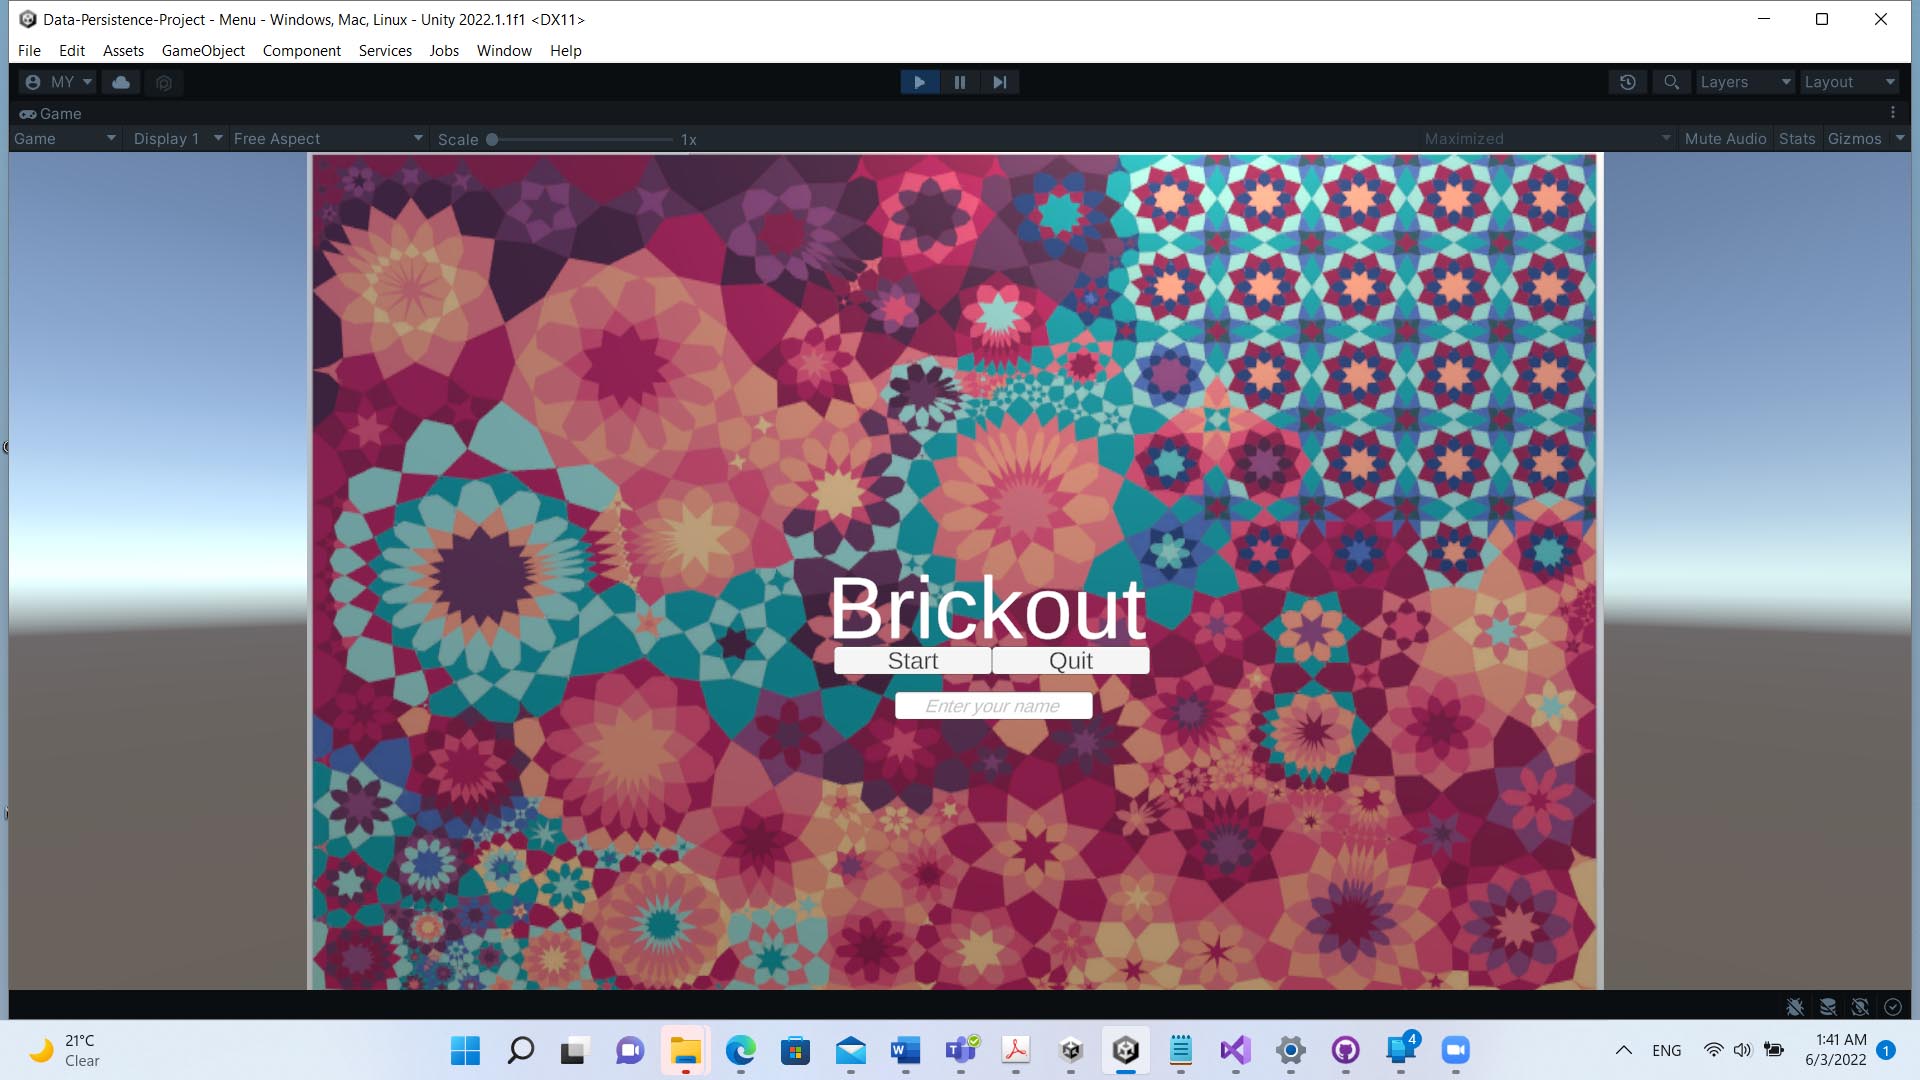 Data-Persistence-Project - Menu - Windows, Mac, Linux - Unity 2022.1.1f1 <DX11>
File Edit Assets GameObject Component Services Jobs Window Help
MY Layers Layout
Game
Game Display 1 Free Aspect Scale 1x Maximized Mute Audio Stats Gizmos
Brickout
Start Quit
Enter your name
21°C
Clear
4
ENG
1:41 AM
6/3/2022
1